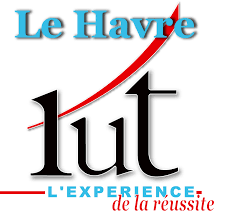 Le Havre
Iut
L'EXPERIENCE
de la réussite